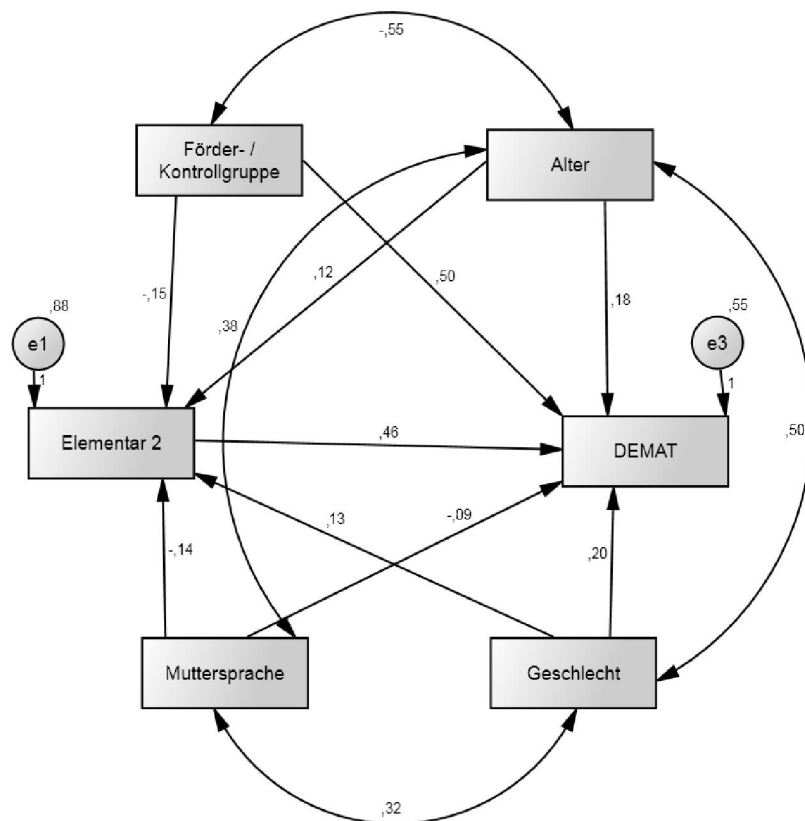 -,55
Förder- /
Kontrollgruppe
Alter
,12
,50
-,15
,38
,18
,88
,55
e1
e3
1
1
Elementar 2
,46
DEMAT
,50
-,14
,13
-,09
,20
Muttersprache
Geschlecht
,32